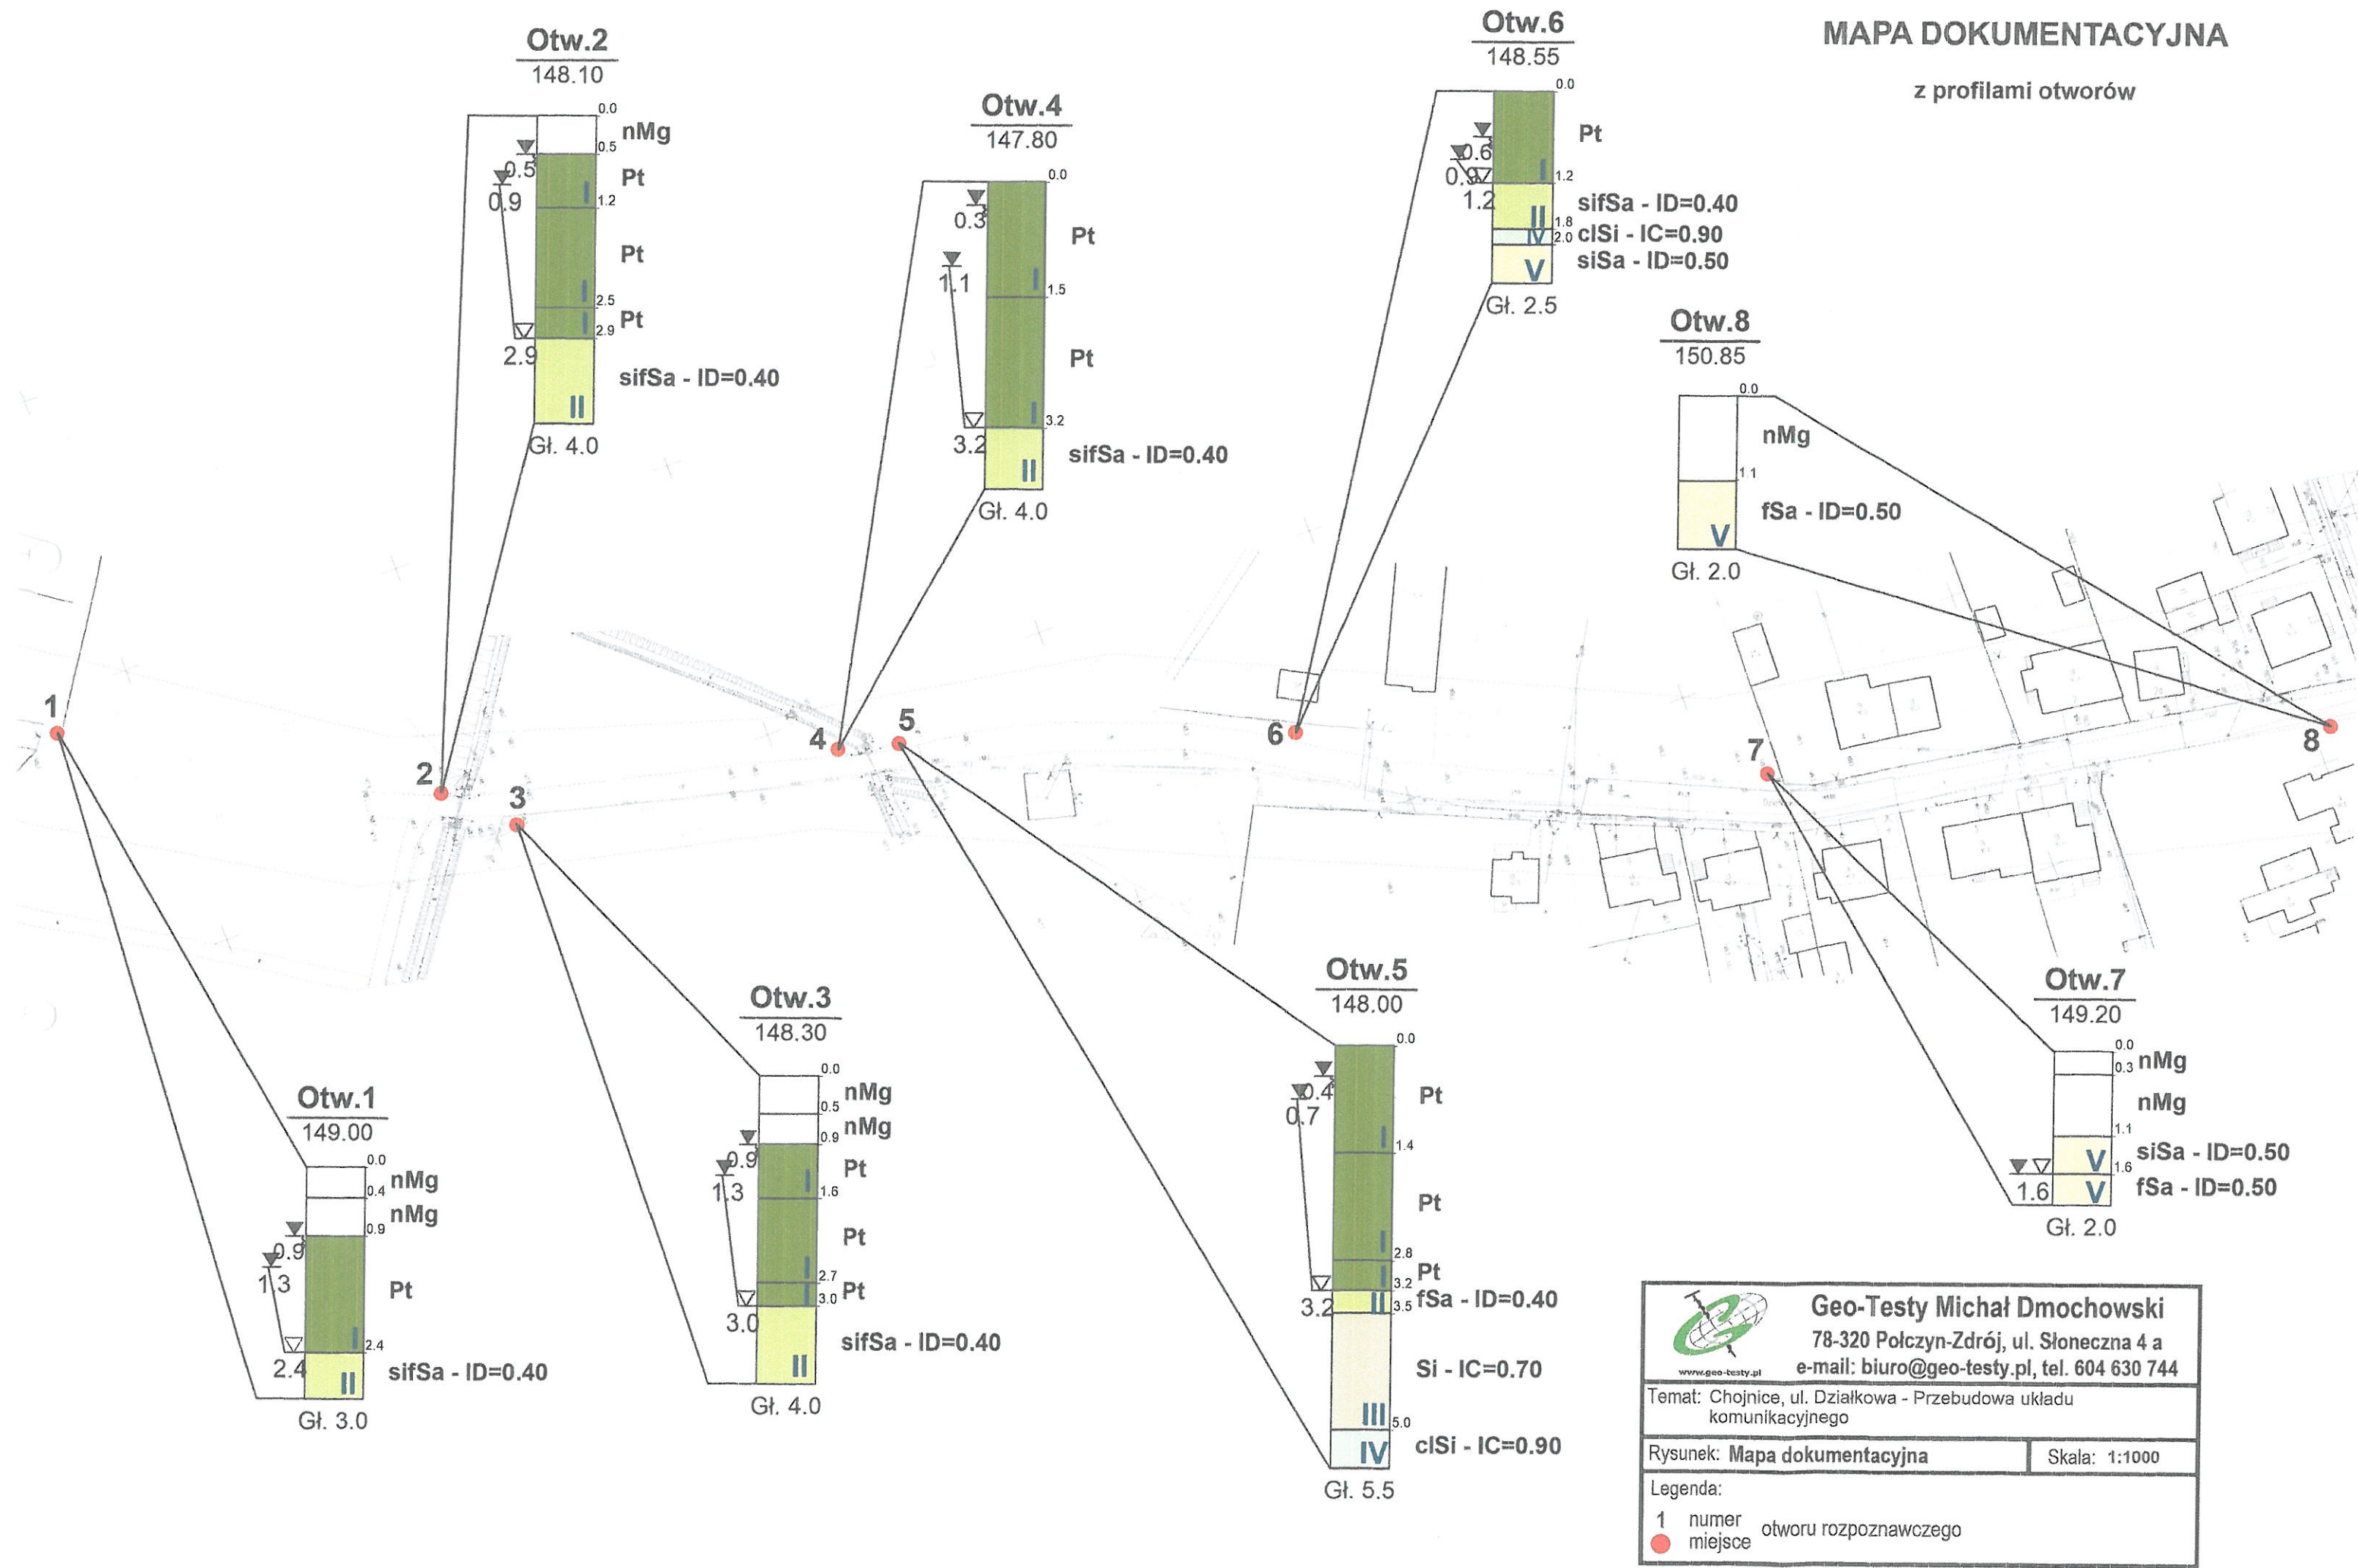 MAPA DOKUMENTACYJNA
z profilami otworów
Otw.2
148.10
0.0
nMg
0.5
0.5
Pt
I
0.9
1.2
Pt
I
2.5
I
Pt
2.9
2.9
sifSa - ID=0.40
II
Gł. 4.0
Otw.4
147.80
0.0
0.3
Pt
1.1
I
1.5
Pt
I
3.2
3.2
sifSa - ID=0.40
II
Gł. 4.0
Otw.6
148.55
0.0
Pt
0.6
0.9
I
1.2
1.2
sifSa - ID=0.40
II
1.8
IV
2.0
clSi - IC=0.90
siSa - ID=0.50
V
Gł. 2.5
Otw.8
150.85
0.0
nMg
1.1
fSa - ID=0.50
V
Gł. 2.0
1
2
3
4
5
6
7
8
Otw.1
149.00
0.0
nMg
0.4
nMg
0.9
0.9
1.3
Pt
I
2.4
2.4
sifSa - ID=0.40
II
Gł. 3.0
Otw.3
148.30
0.0
nMg
0.5
nMg
0.9
0.9
Pt
1.3
I
1.6
Pt
I
2.7
I
Pt
3.0
3.0
sifSa - ID=0.40
II
Gł. 4.0
Otw.5
148.00
0.0
0.4
Pt
0.7
I
1.4
Pt
I
2.8
Pt
I
3.2
3.2
II
3.5
fSa - ID=0.40
Si - IC=0.70
III
5.0
clSi - IC=0.90
IV
Gł. 5.5
Otw.7
149.20
0.0
0.3
nMg
nMg
1.1
siSa - ID=0.50
V
1.6
1.6
V
fSa - ID=0.50
Gł. 2.0
www.geo-testy.pl
Geo-Testy Michał Dmochowski
78-320 Połczyn-Zdrój, ul. Słoneczna 4 a
e-mail: biuro@geo-testy.pl, tel. 604 630 744
Temat: Chojnice, ul. Działkowa - Przebudowa układu
komunikacyjnego
Rysunek: Mapa dokumentacyjna
Skala: 1:1000
Legenda:
1 numer
miejsce
otworu rozpoznawczego